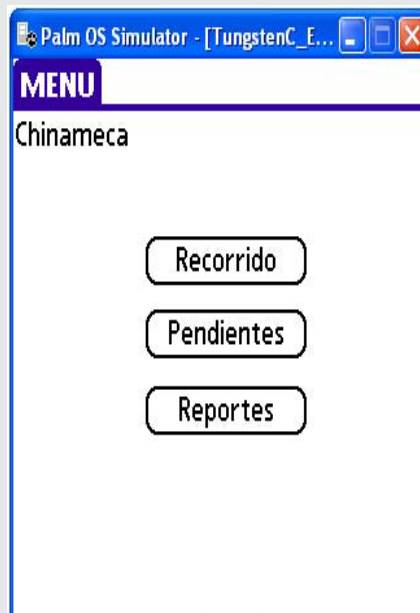 Palm OS Simulator - [TungstenC_E...
MENU
Chinameca
Recorrido
Pendientes
Reportes